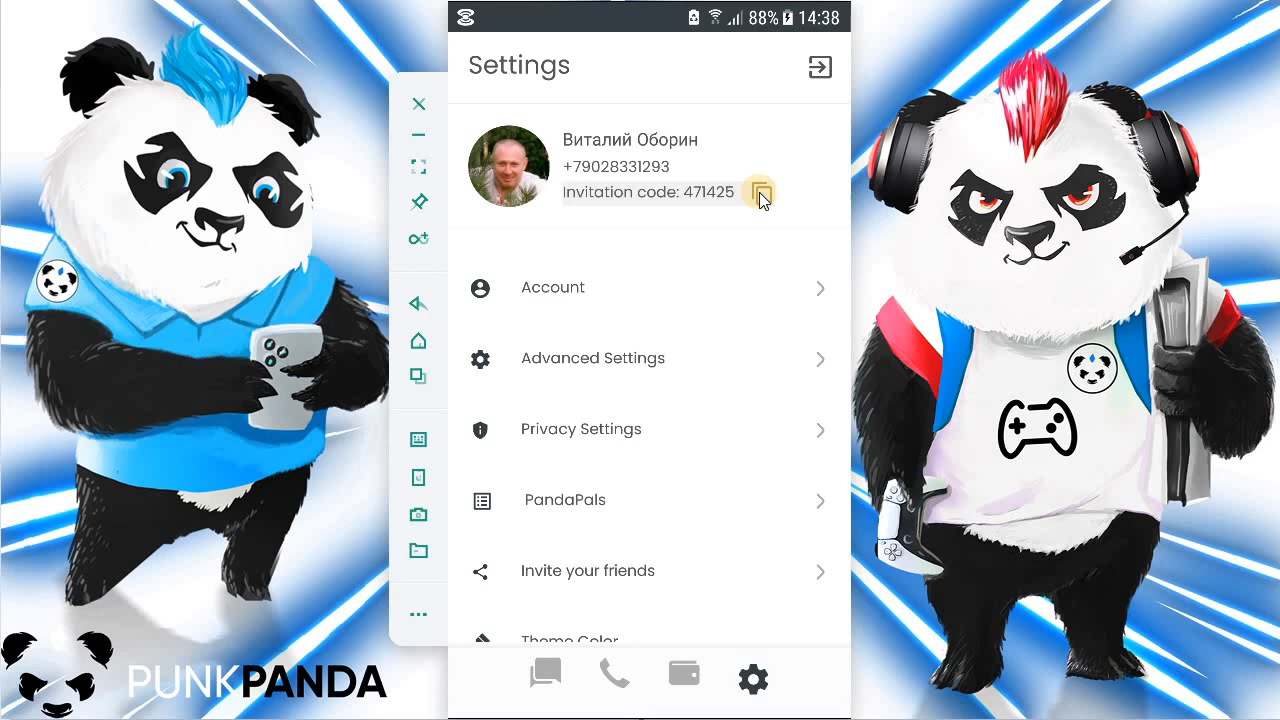 88% 14:38
Settings
Виталий Оборин
+79028331293
Invitation code: 471425
Account
Advanced Settings
Privacy Settings
PandaPals
Invite your friends
Theme Color
PUNKPANDA